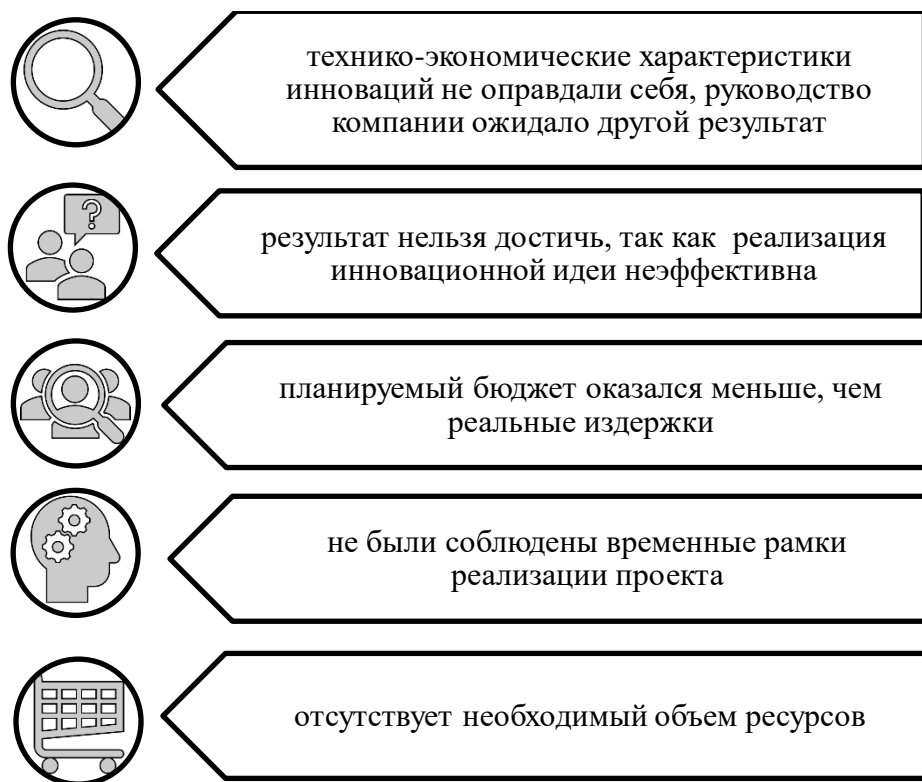 технико-экономические характеристики
инноваций не оправдали себя, руководство
компании ожидало другой результат
?
результат нельзя достичь, так как реализация
инновационной идеи неэффективна
планируемый бюджет оказался меньше, чем
реальные издержки
не были соблюдены временные рамки
реализации проекта
отсутствует необходимый объем ресурсов